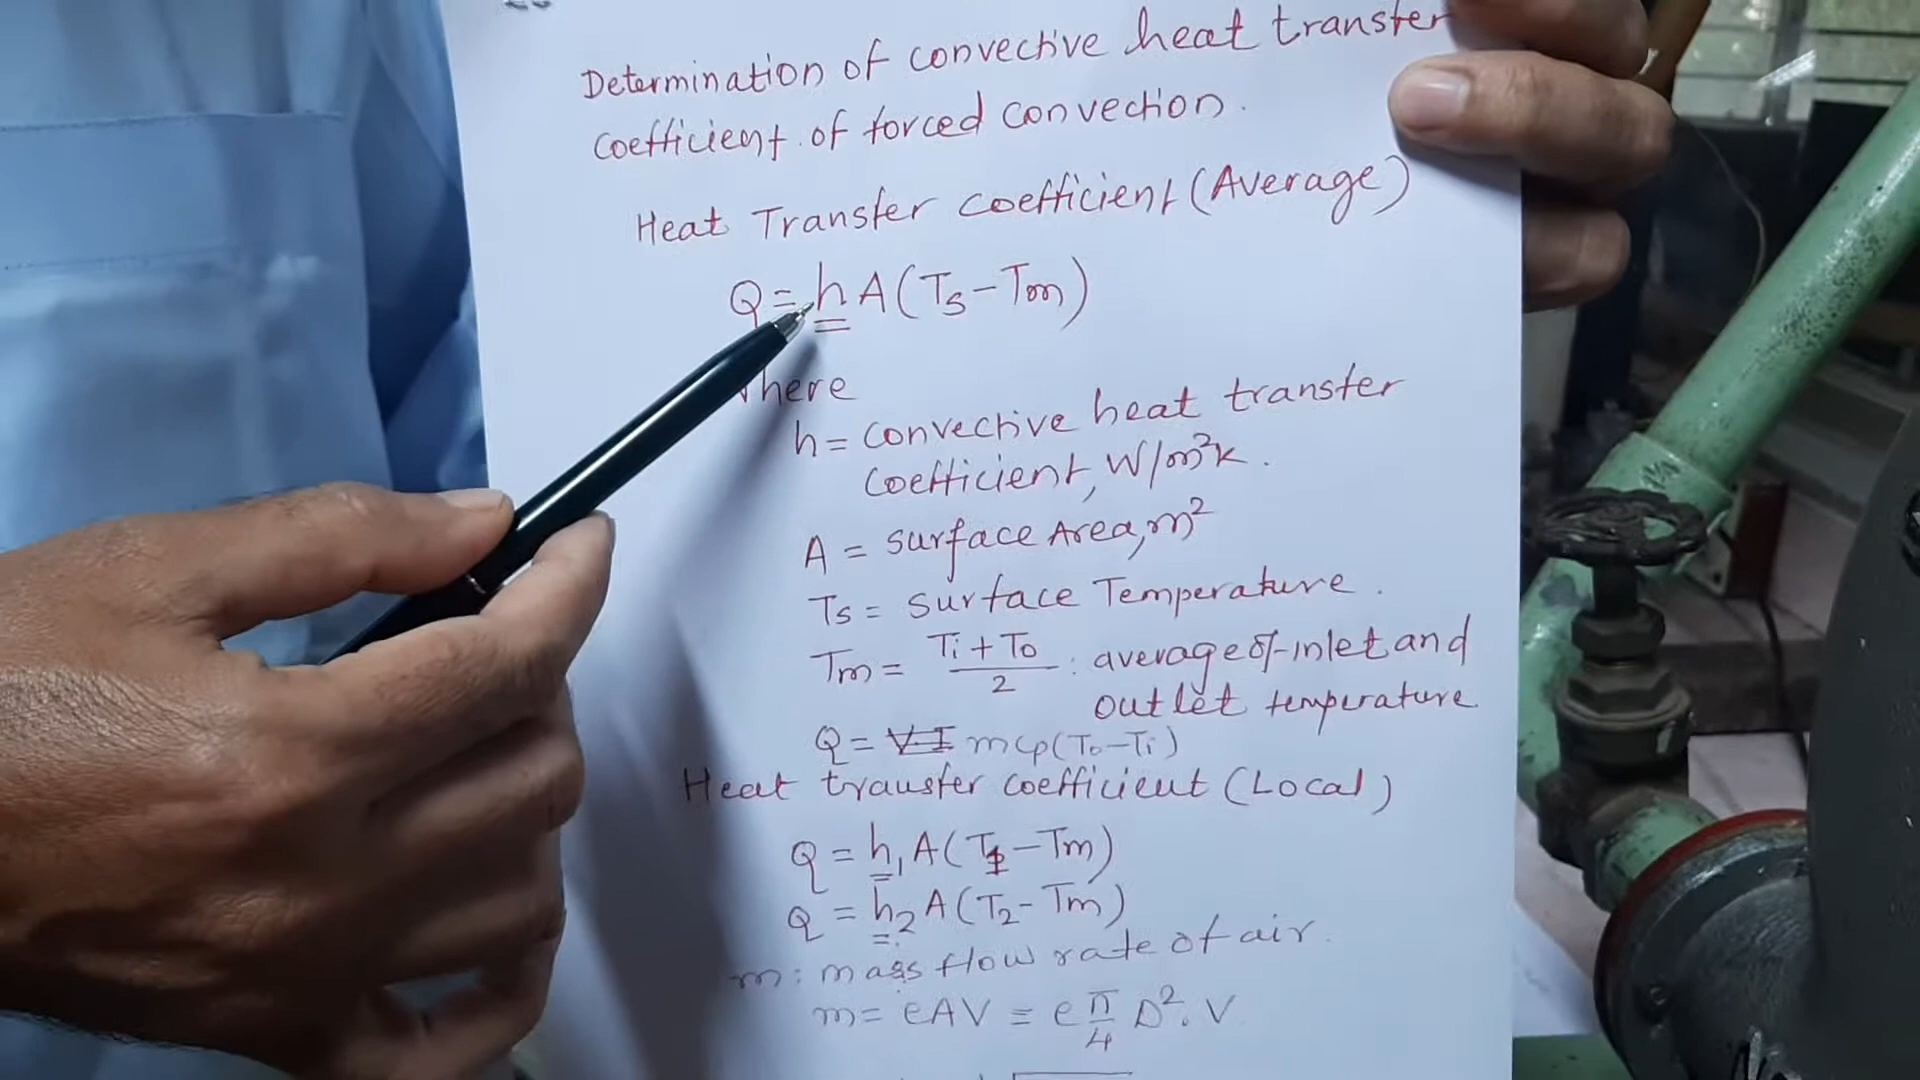 Determination of convective heat transfer
coefficient of forced convection.
Heat Transfer coefficient (Average)
Q = h A (Ts - Tm)
here
h = convective heat transfer
coefficient, W/m²k.
A = surface Area, m²
Ts = surface Temperature.
Tm = Ti + To / 2 : average of inlet and
outlet temperature
Q = V I m cp (To - Ti)
Heat transfer coefficient (Local)
Q = h₁ A (T1 - Tm)
Q = h₂ A (T₂ - Tm)
m : mass flow rate of air.
m = ρAV = ρ π/4 D². V